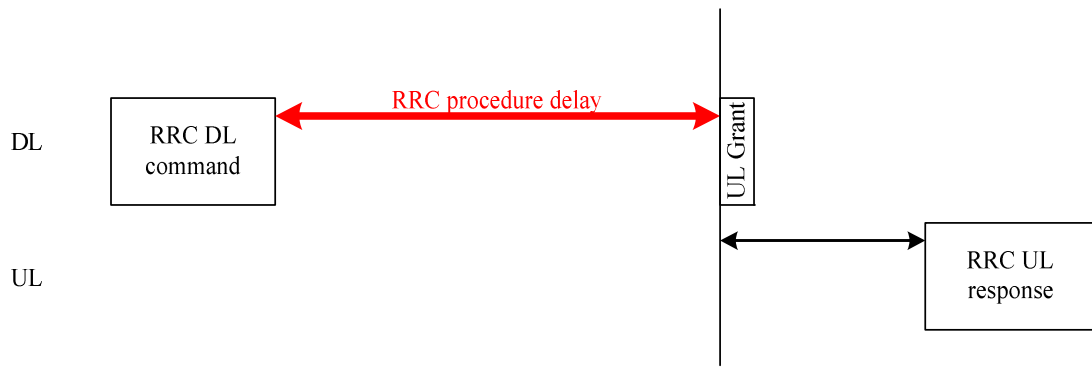 RRC procedure delay
DL
RRC DL
command
UL Grant
UL
RRC UL
response